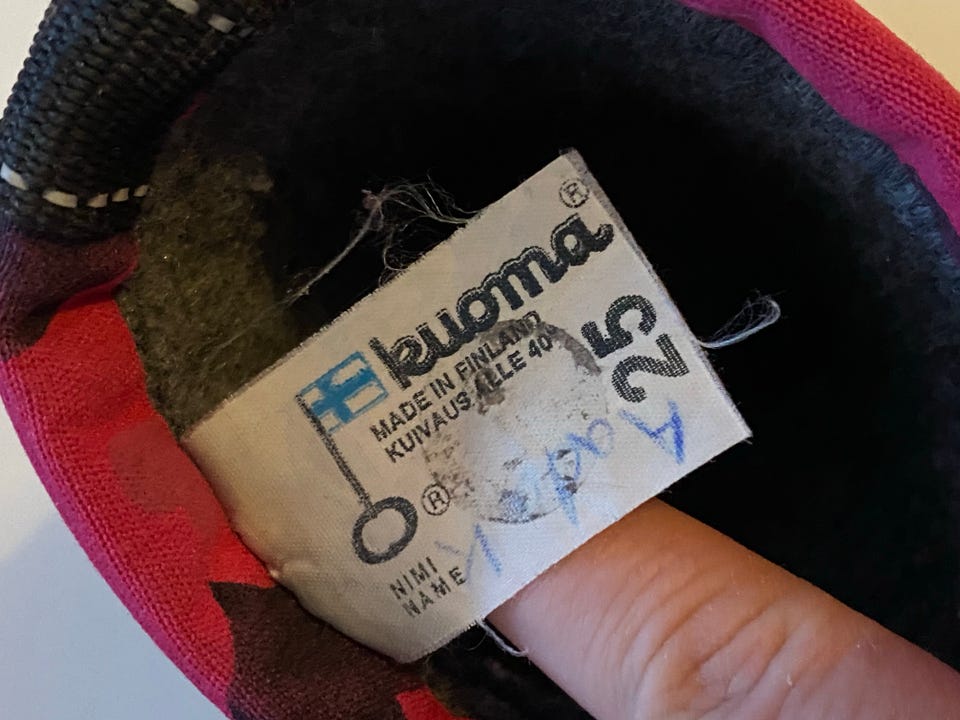 kuoma®
MADE IN FINLAND
KUIVAUS ALLE 40°
25
®
NIMI
NAME